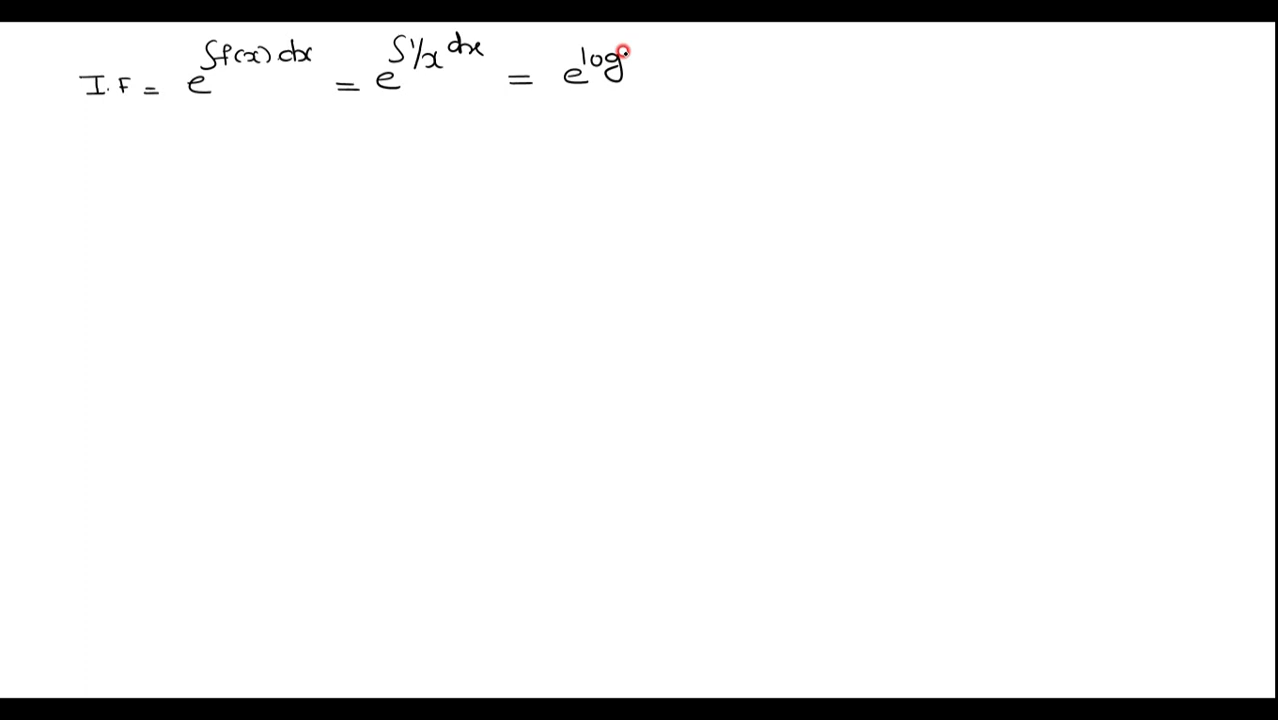 I.F = e^∫f(x) dx = e^∫1/x dx = e^log